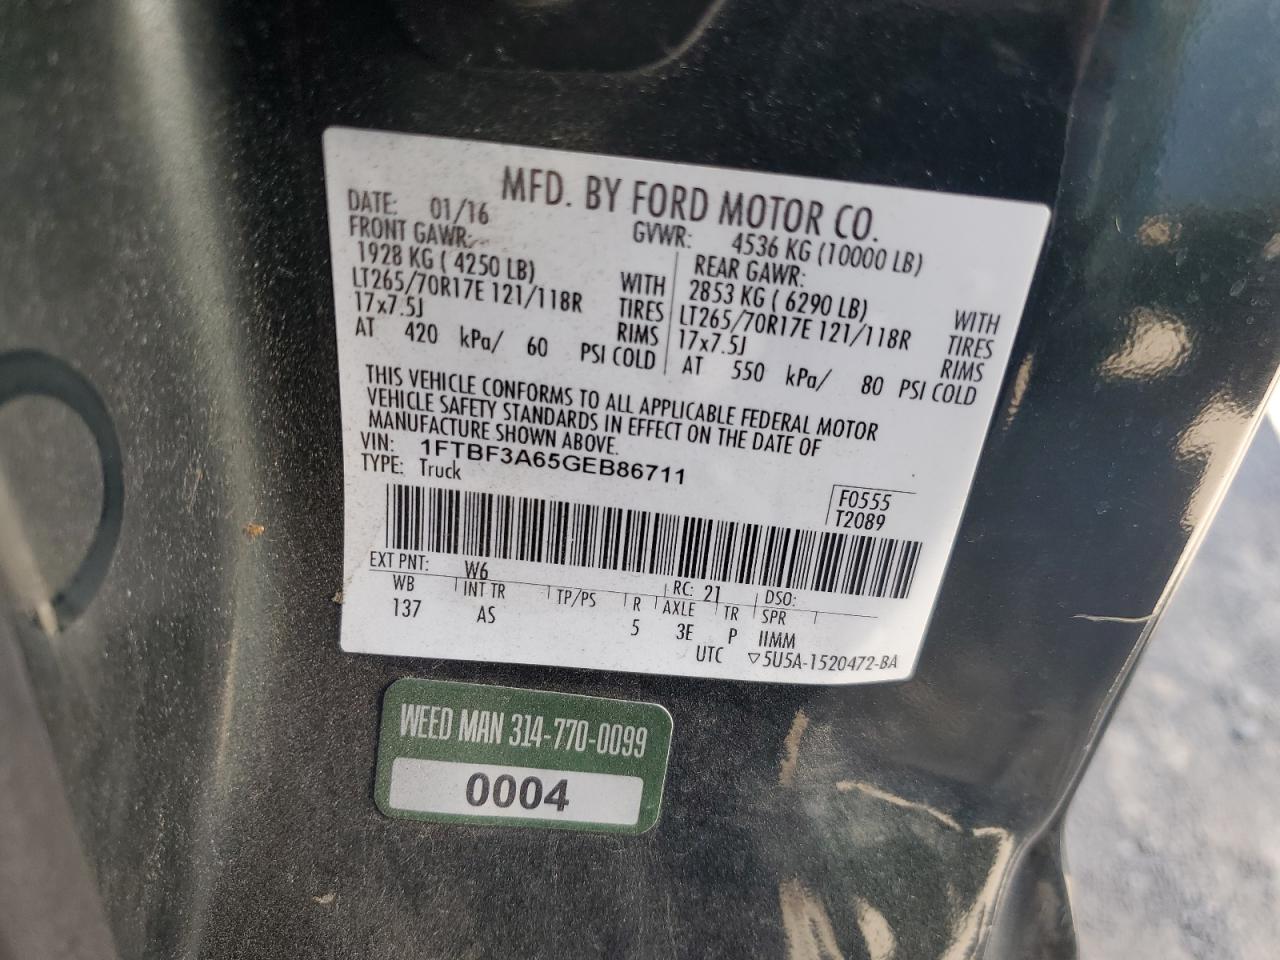 MFD. BY FORD MOTOR CO.
DATE: 01/16 GVWR: 4536 KG (10000 LB)
FRONT GAWR: REAR GAWR:
1928 KG ( 4250 LB) WITH 2853 KG ( 6290 LB) WITH
LT265/70R17E 121/118R TIRES LT265/70R17E 121/118R TIRES
17x7.5J RIMS 17x7.5J RIMS
AT 420 kPa/ 60 PSI COLD AT 550 kPa/ 80 PSI COLD
THIS VEHICLE CONFORMS TO ALL APPLICABLE FEDERAL MOTOR
VEHICLE SAFETY STANDARDS IN EFFECT ON THE DATE OF
MANUFACTURE SHOWN ABOVE.
VIN: 1FTBF3A65GEB86711
TYPE: Truck
F0555
T2089
EXT PNT: W6 RC: 21 DSO:
WB INT TR TP/PS R AXLE TR SPR
137 AS 5 3E P IIMM
UTC ▽5U5A-1520472-BA
WEED MAN 314-770-0099
0004